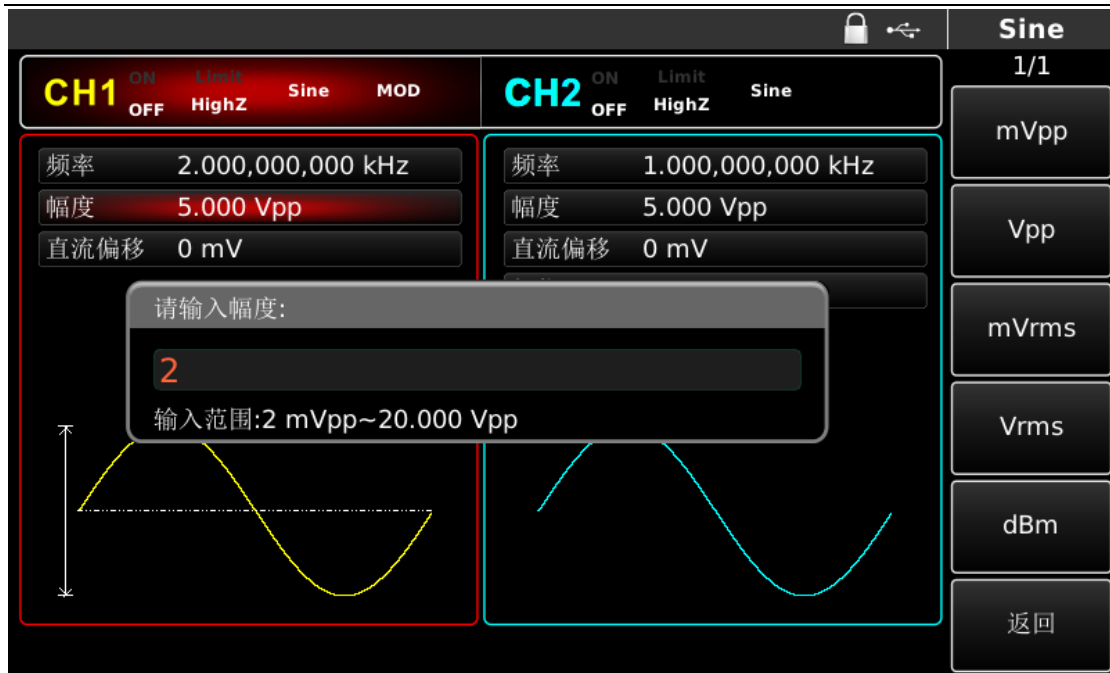 Sine
1/1
CH1 ON OFF Limit HighZ Sine MOD
CH2 ON OFF Limit HighZ Sine
频率 2.000,000,000 kHz
幅度 5.000 Vpp
直流偏移 0 mV
频率 1.000,000,000 kHz
幅度 5.000 Vpp
直流偏移 0 mV
请输入幅度:
2
输入范围:2 mVpp~20.000 Vpp
mVpp
Vpp
mVrms
Vrms
dBm
返回